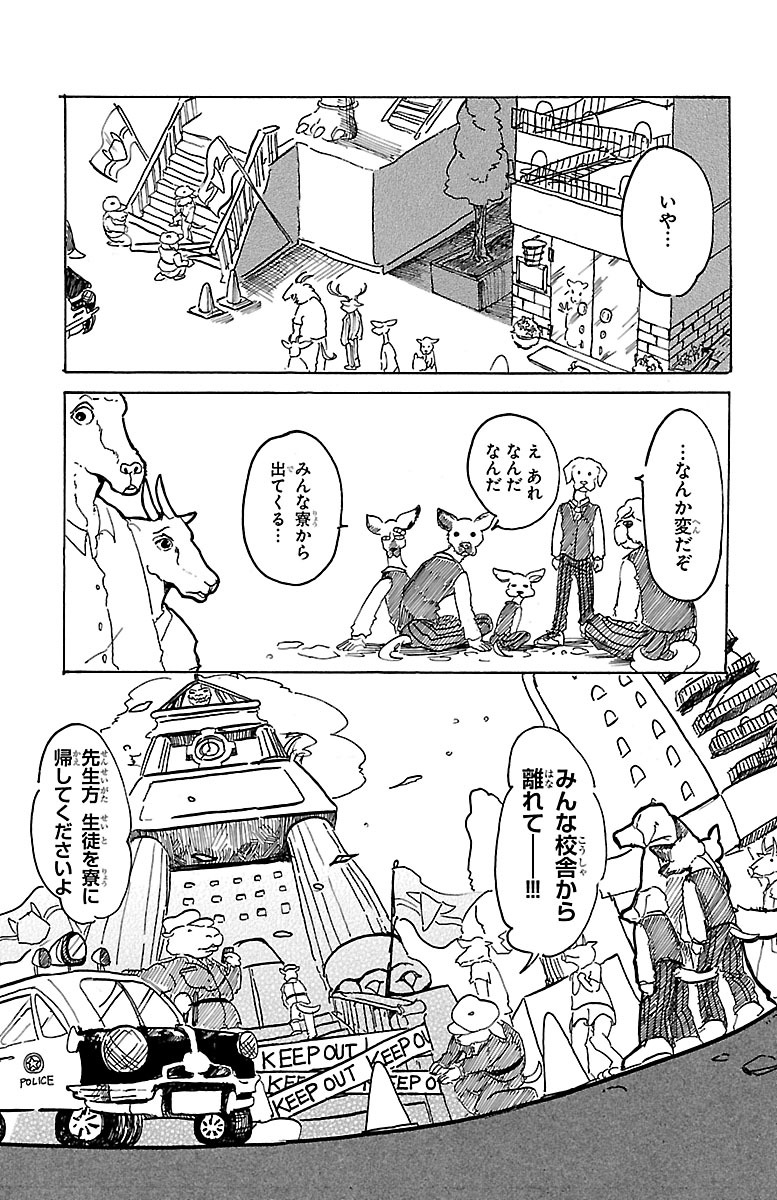 いや…
…なんか変だぞ
え あれ
なんだ
なんだ
みんな寮から
出てくる…
みんな校舎から
離れて――!!!
先生方 生徒を寮に
帰してくださいよ
KEEP OUT
KEEP O
KEEP OUT
KEEP O
KEEP OUT
POLICE